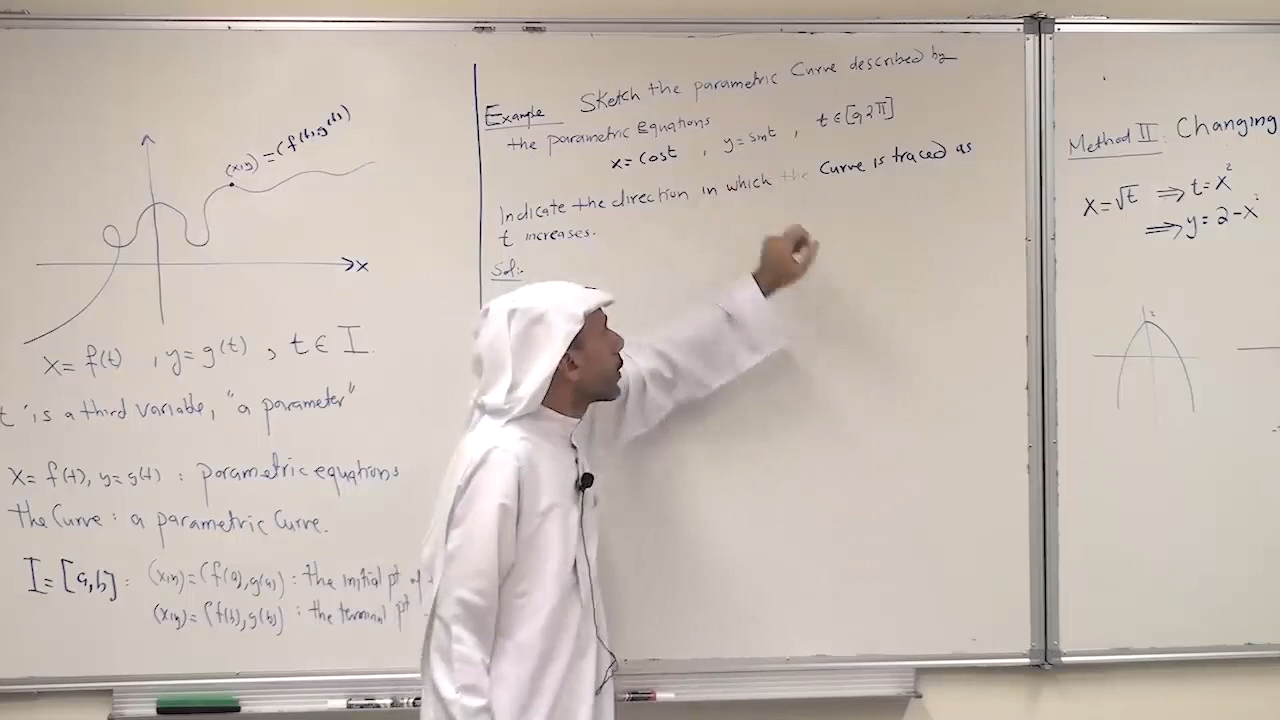 (x,y) = (f(t), g(t))
x
x = f(t) , y = g(t) , t ∈ I.
t is a third variable, "a parameter"
x = f(t), y = g(t) : parametric equations
the Curve : a parametric Curve.
I = [a,b] : (x,y) = (f(a), g(a)) : the initial pt of
(x,y) = (f(b), g(b)) : the terminal pt
Example Sketch the parametric Curve described by
the parametric Equations
x = cost , y = sint , t ∈ [0, 2π]
Indicate the direction in which the Curve is traced as
t increases.
Sol:-
Method II : Changing
x = √t ⇒ t = x²
⇒ y = 2 - x²
2